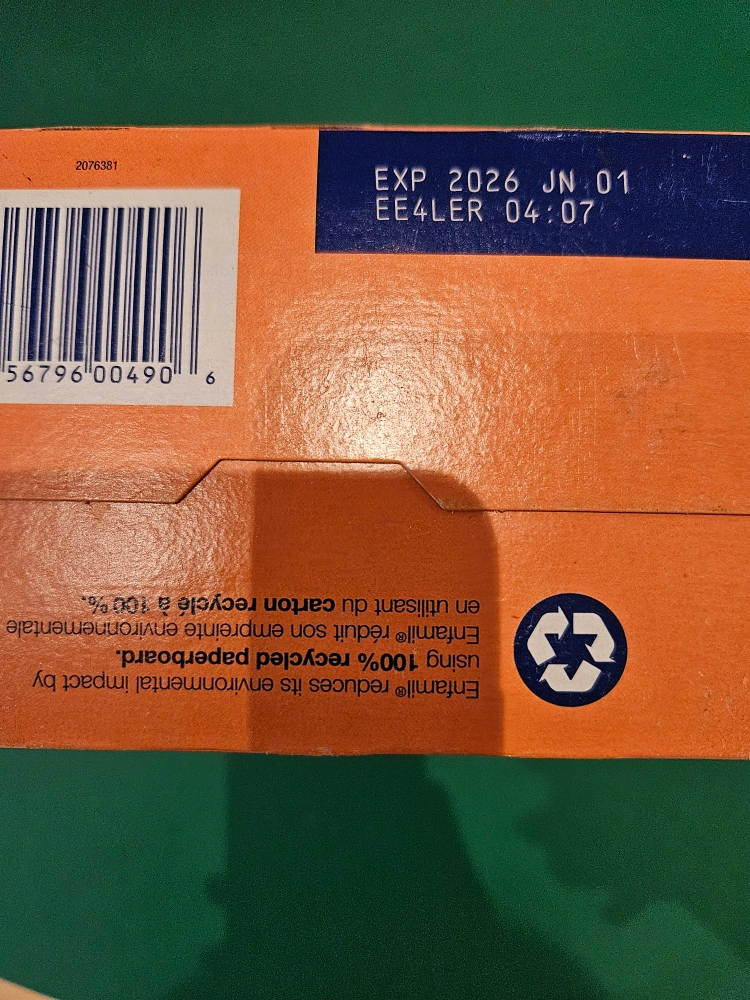 2076381
EXP 2026 JN 01
EE4LER 04:07
56796 00490 6
Enfamil® reduces its environmental impact by
using 100% recycled paperboard.
Enfamil® réduit son empreinte environnementale
en utilisant du carton recyclé à 100 %.